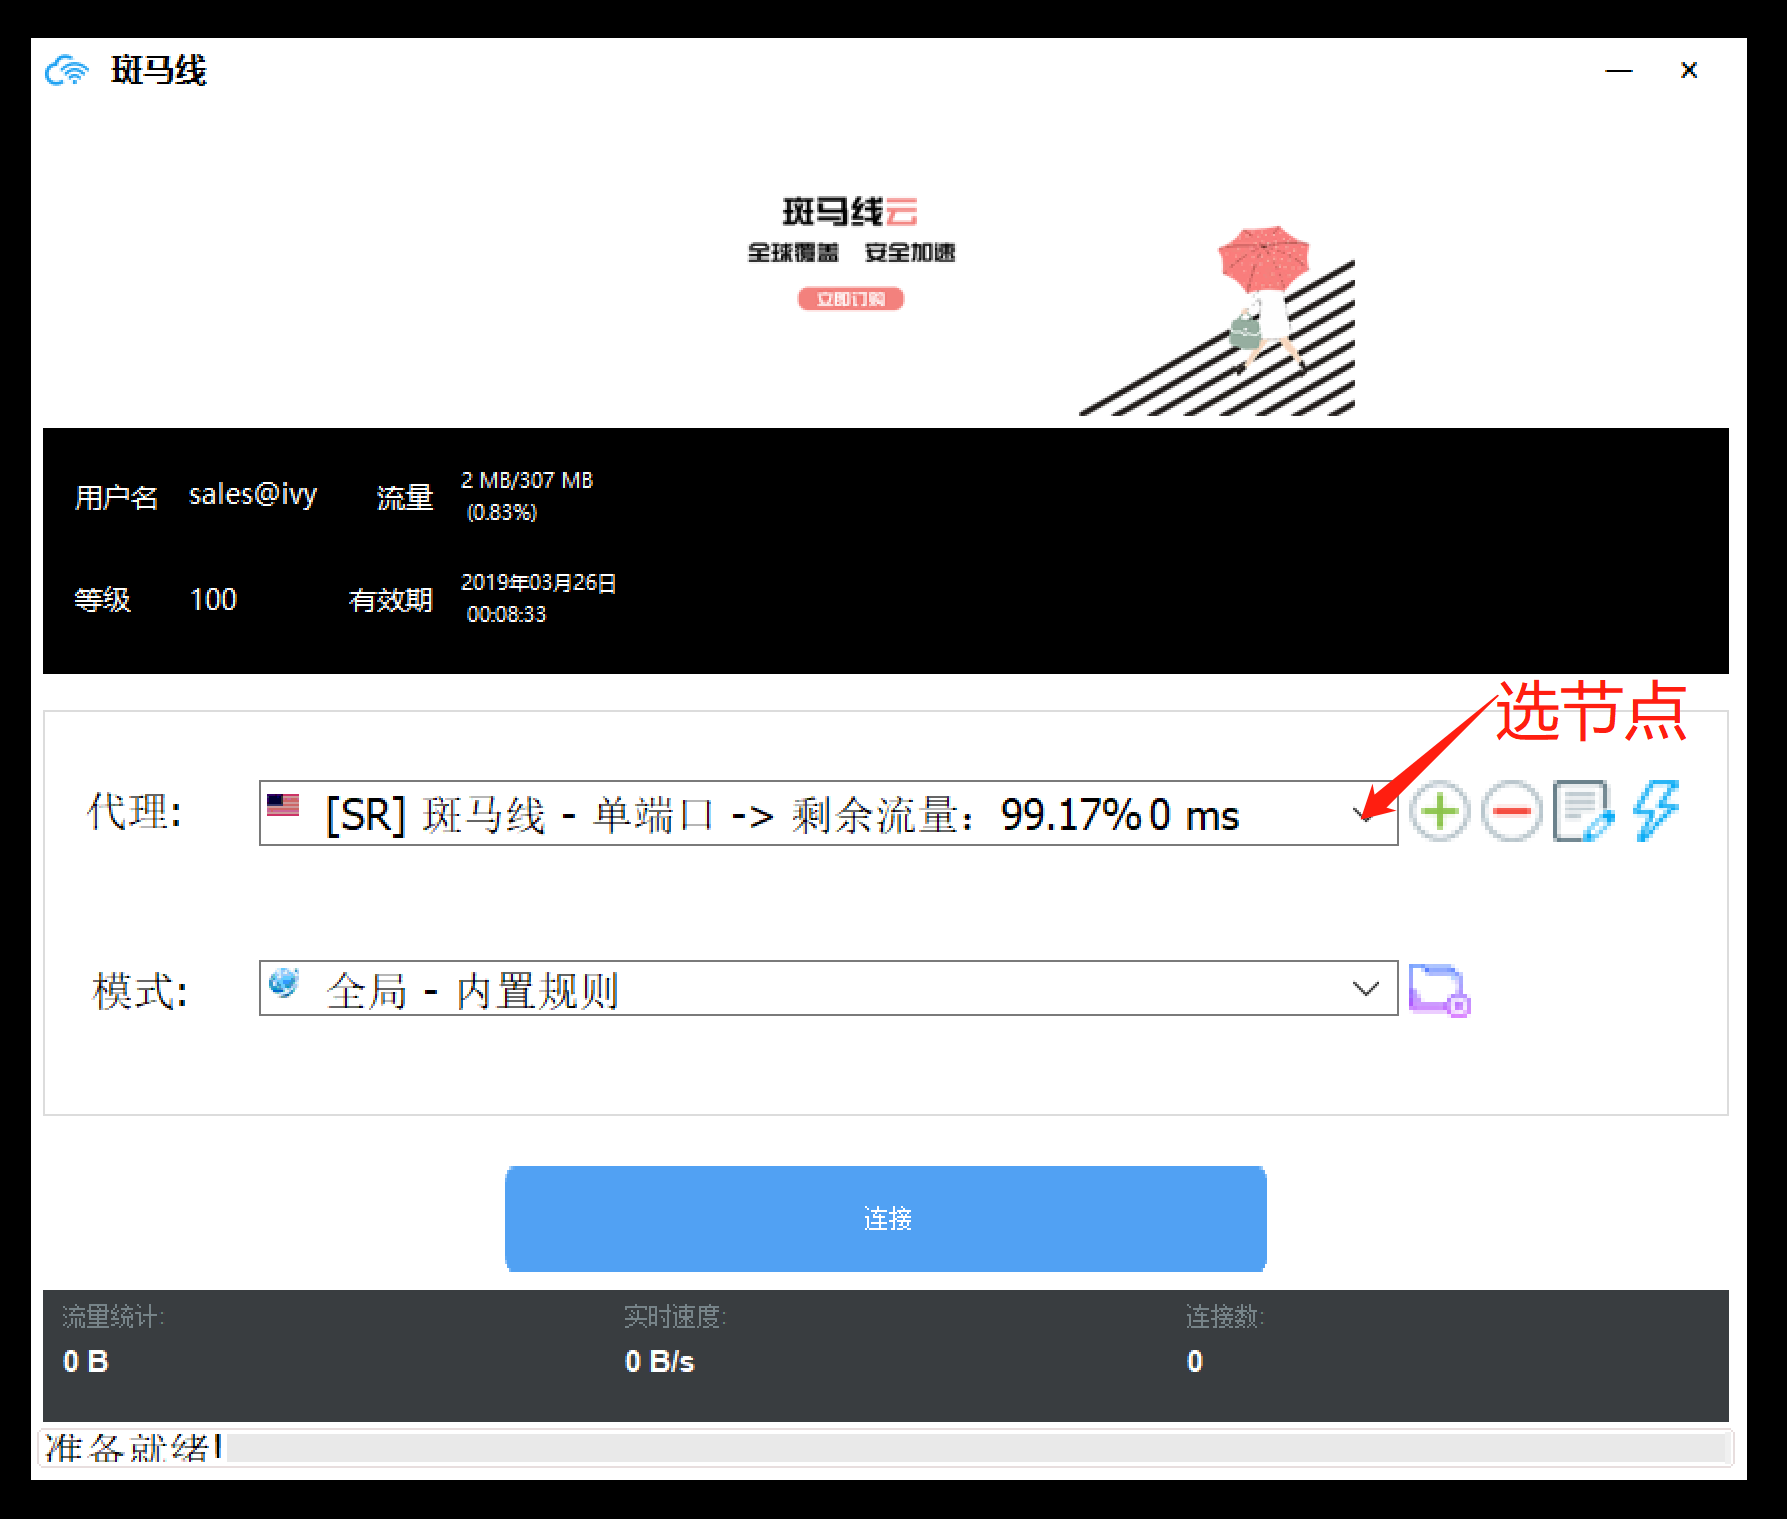 斑马线
斑马线云
全球覆盖 安全加速
立即订购
用户名 sales@ivy 流量 2 MB/307 MB
(0.83%)
等级 100 有效期 2019年03月26日
00:08:33
选节点
代理: [SR] 斑马线 - 单端口 -> 剩余流量：99.17% 0 ms
模式: 全局 - 内置规则
连接
流量统计: 实时速度: 连接数:
0 B 0 B/s 0
准备就绪!